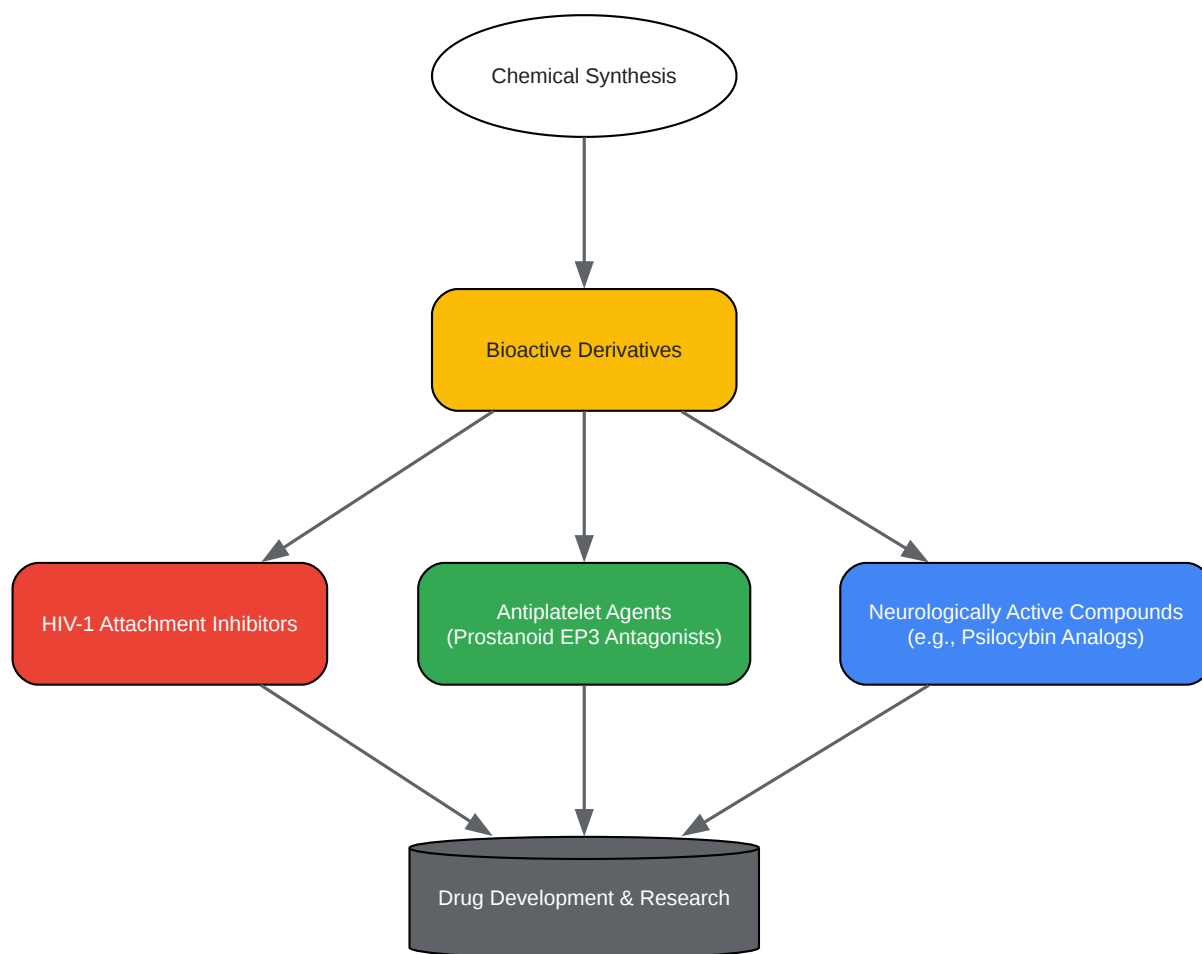 Chemical Synthesis
Bioactive Derivatives
HIV-1 Attachment Inhibitors
Antiplatelet Agents
(Prostanoid EP3 Antagonists)
Neurologically Active Compounds
(e.g., Psilocybin Analogs)
Drug Development & Research